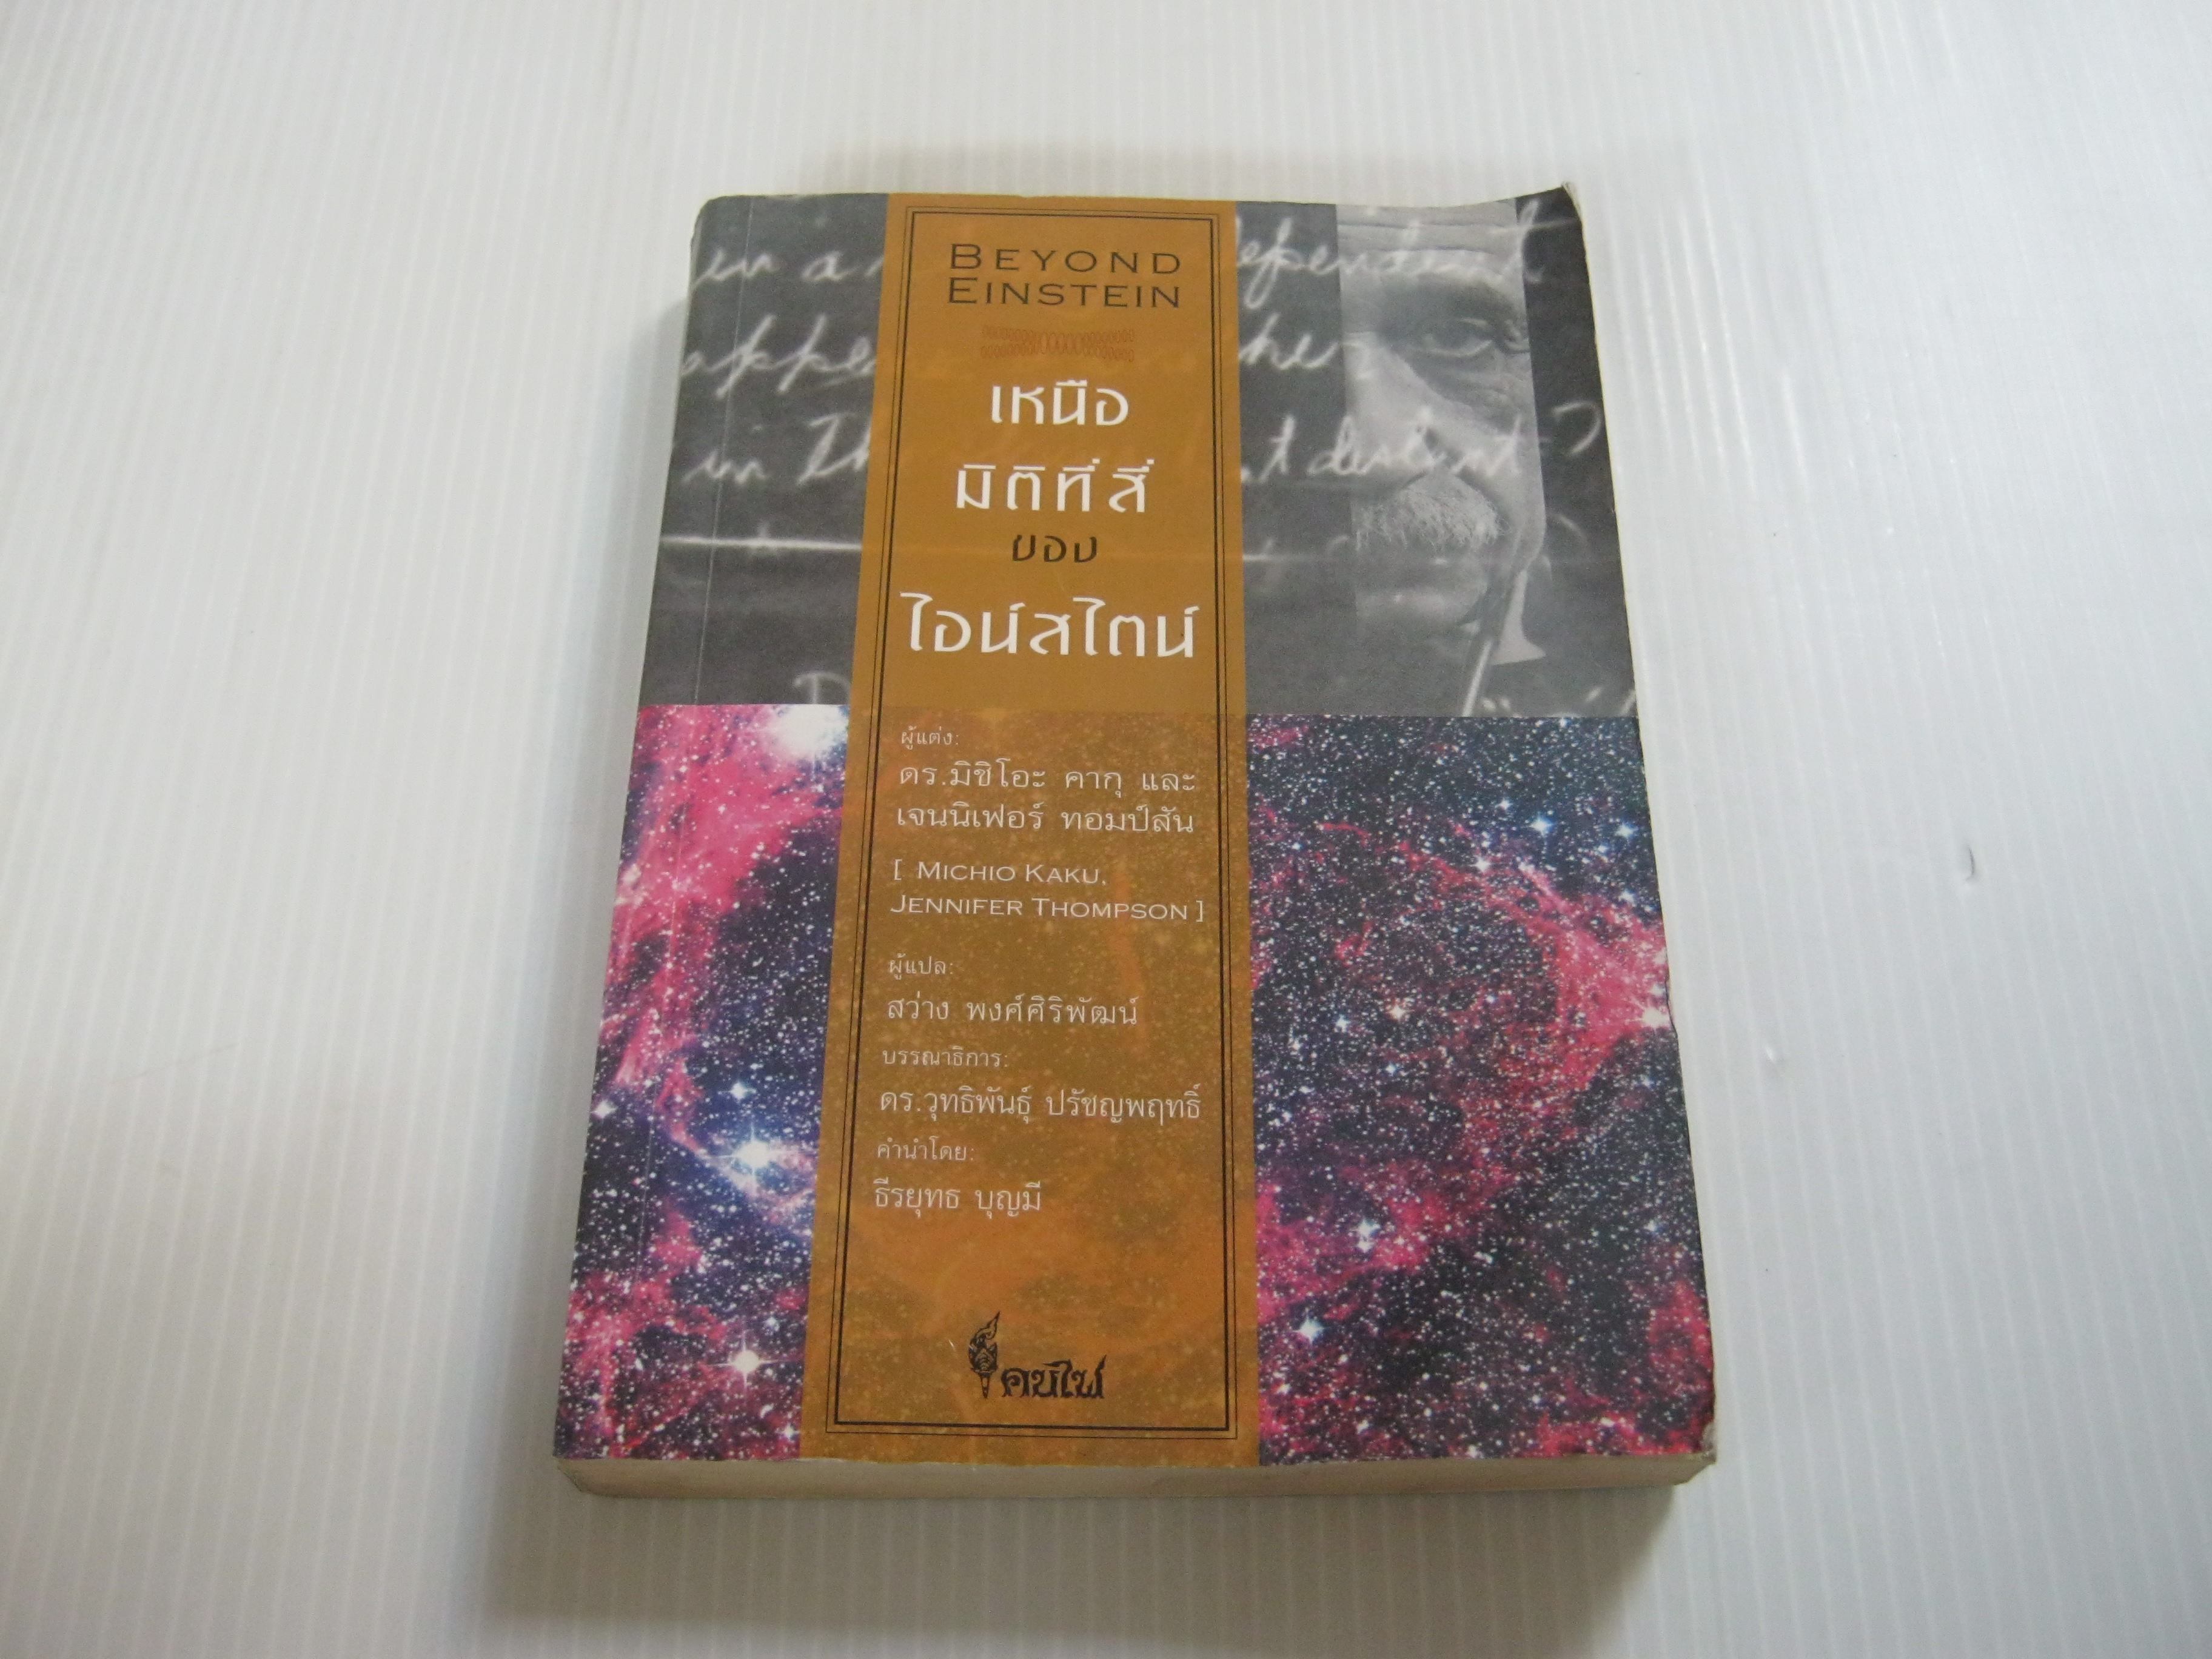 BEYOND
EINSTEIN
เหนือ
มิติที่สี่
ของ
ไอน์สไตน์
ผู้แต่ง:
ดร.มิชิโอะ คากุ และ
เจนนิเฟอร์ ทอมป์สัน
[ MICHIO KAKU,
JENNIFER THOMPSON ]
ผู้แปล:
สว่าง พงศ์ศิริพัฒน์
บรรณาธิการ:
ดร.วุทธิพันธุ์ ปรัชญพฤทธิ์
คำนำโดย:
ธีรยุทธ บุญมี
คบไฟ